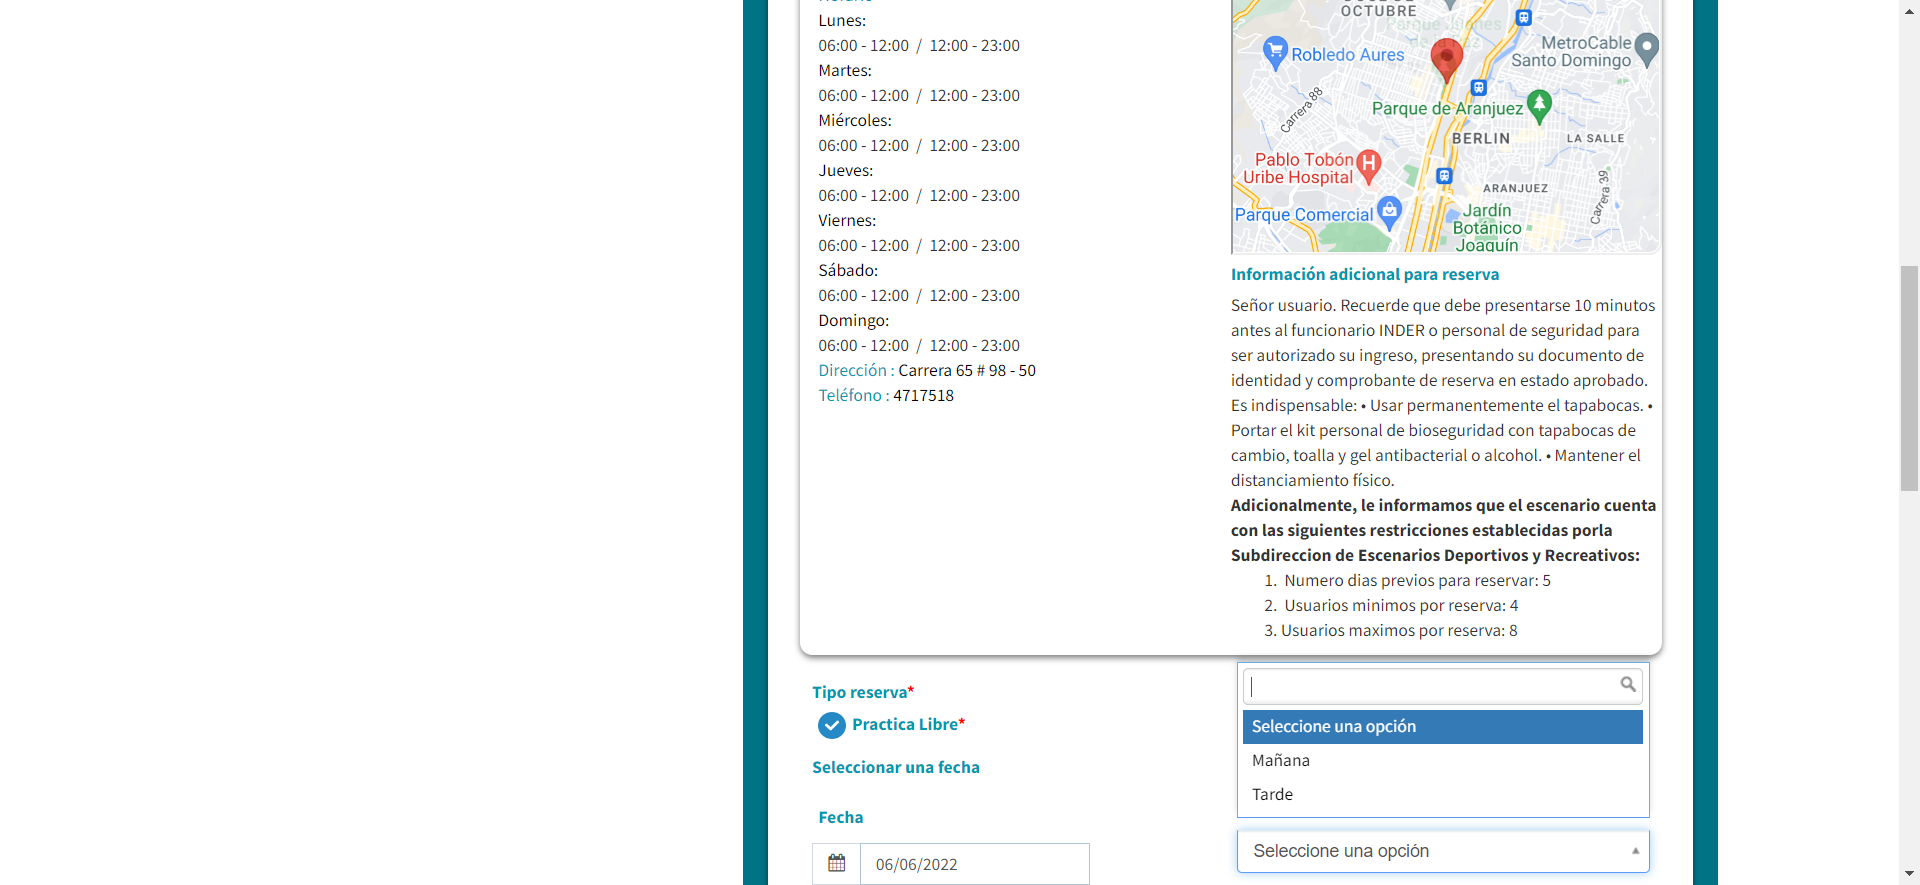 Lunes:
06:00 - 12:00 / 12:00 - 23:00
Martes:
06:00 - 12:00 / 12:00 - 23:00
Miércoles:
06:00 - 12:00 / 12:00 - 23:00
Jueves:
06:00 - 12:00 / 12:00 - 23:00
Viernes:
06:00 - 12:00 / 12:00 - 23:00
Sábado:
06:00 - 12:00 / 12:00 - 23:00
Domingo:
06:00 - 12:00 / 12:00 - 23:00
Dirección : Carrera 65 # 98 - 50
Teléfono : 4717518
OCTUBRE
Parque Juanes
de la Paz
Robledo Aures
MetroCable
Santo Domingo
Carrera 88
Parque de Aranjuez
BERLIN
LA SALLE
Pablo Tobón
Uribe Hospital
ARANJUEZ
Carrera 39
Parque Comercial
Jardín
Botánico
Joaquín
Información adicional para reserva
Señor usuario. Recuerde que debe presentarse 10 minutos
antes al funcionario INDER o personal de seguridad para
ser autorizado su ingreso, presentando su documento de
identidad y comprobante de reserva en estado aprobado.
Es indispensable: • Usar permanentemente el tapabocas. •
Portar el kit personal de bioseguridad con tapabocas de
cambio, toalla y gel antibacterial o alcohol. • Mantener el
distanciamiento físico.
Adicionalmente, le informamos que el escenario cuenta
con las siguientes restricciones establecidas porla
Subdireccion de Escenarios Deportivos y Recreativos:
1. Numero dias previos para reservar: 5
2. Usuarios minimos por reserva: 4
3. Usuarios maximos por reserva: 8
Tipo reserva*
Practica Libre*
Seleccionar una fecha
Fecha
06/06/2022
Seleccione una opción
Mañana
Tarde
Seleccione una opción